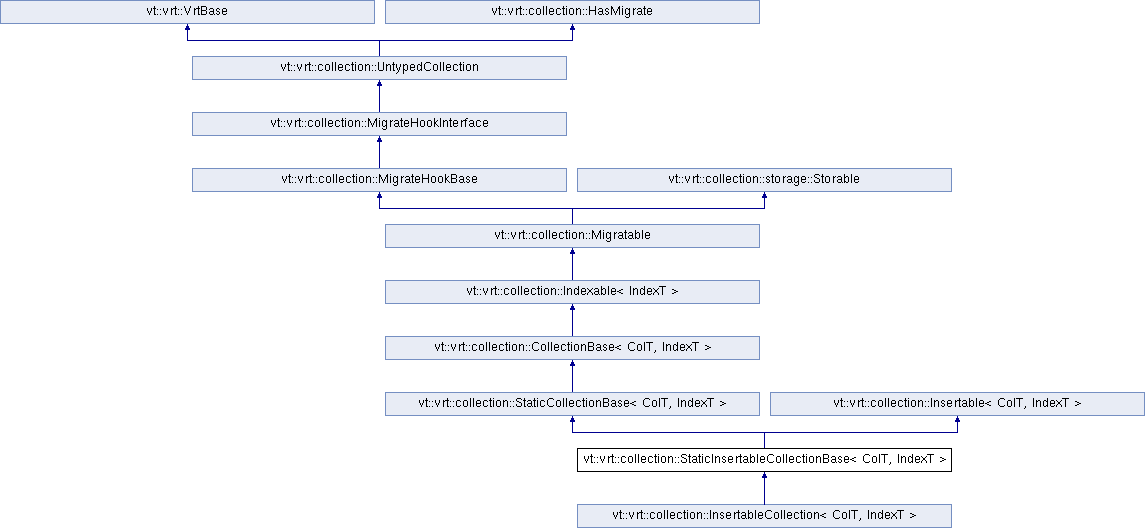 vt::vrt::VrtBase
vt::vrt::collection::HasMigrate
vt::vrt::collection::UntypedCollection
vt::vrt::collection::MigrateHookInterface
vt::vrt::collection::MigrateHookBase
vt::vrt::collection::storage::Storable
vt::vrt::collection::Migratable
vt::vrt::collection::Indexable< IndexT >
vt::vrt::collection::CollectionBase< ColT, IndexT >
vt::vrt::collection::StaticCollectionBase< ColT, IndexT >
vt::vrt::collection::Insertable< ColT, IndexT >
vt::vrt::collection::StaticInsertableCollectionBase< ColT, IndexT >
vt::vrt::collection::InsertableCollection< ColT, IndexT >